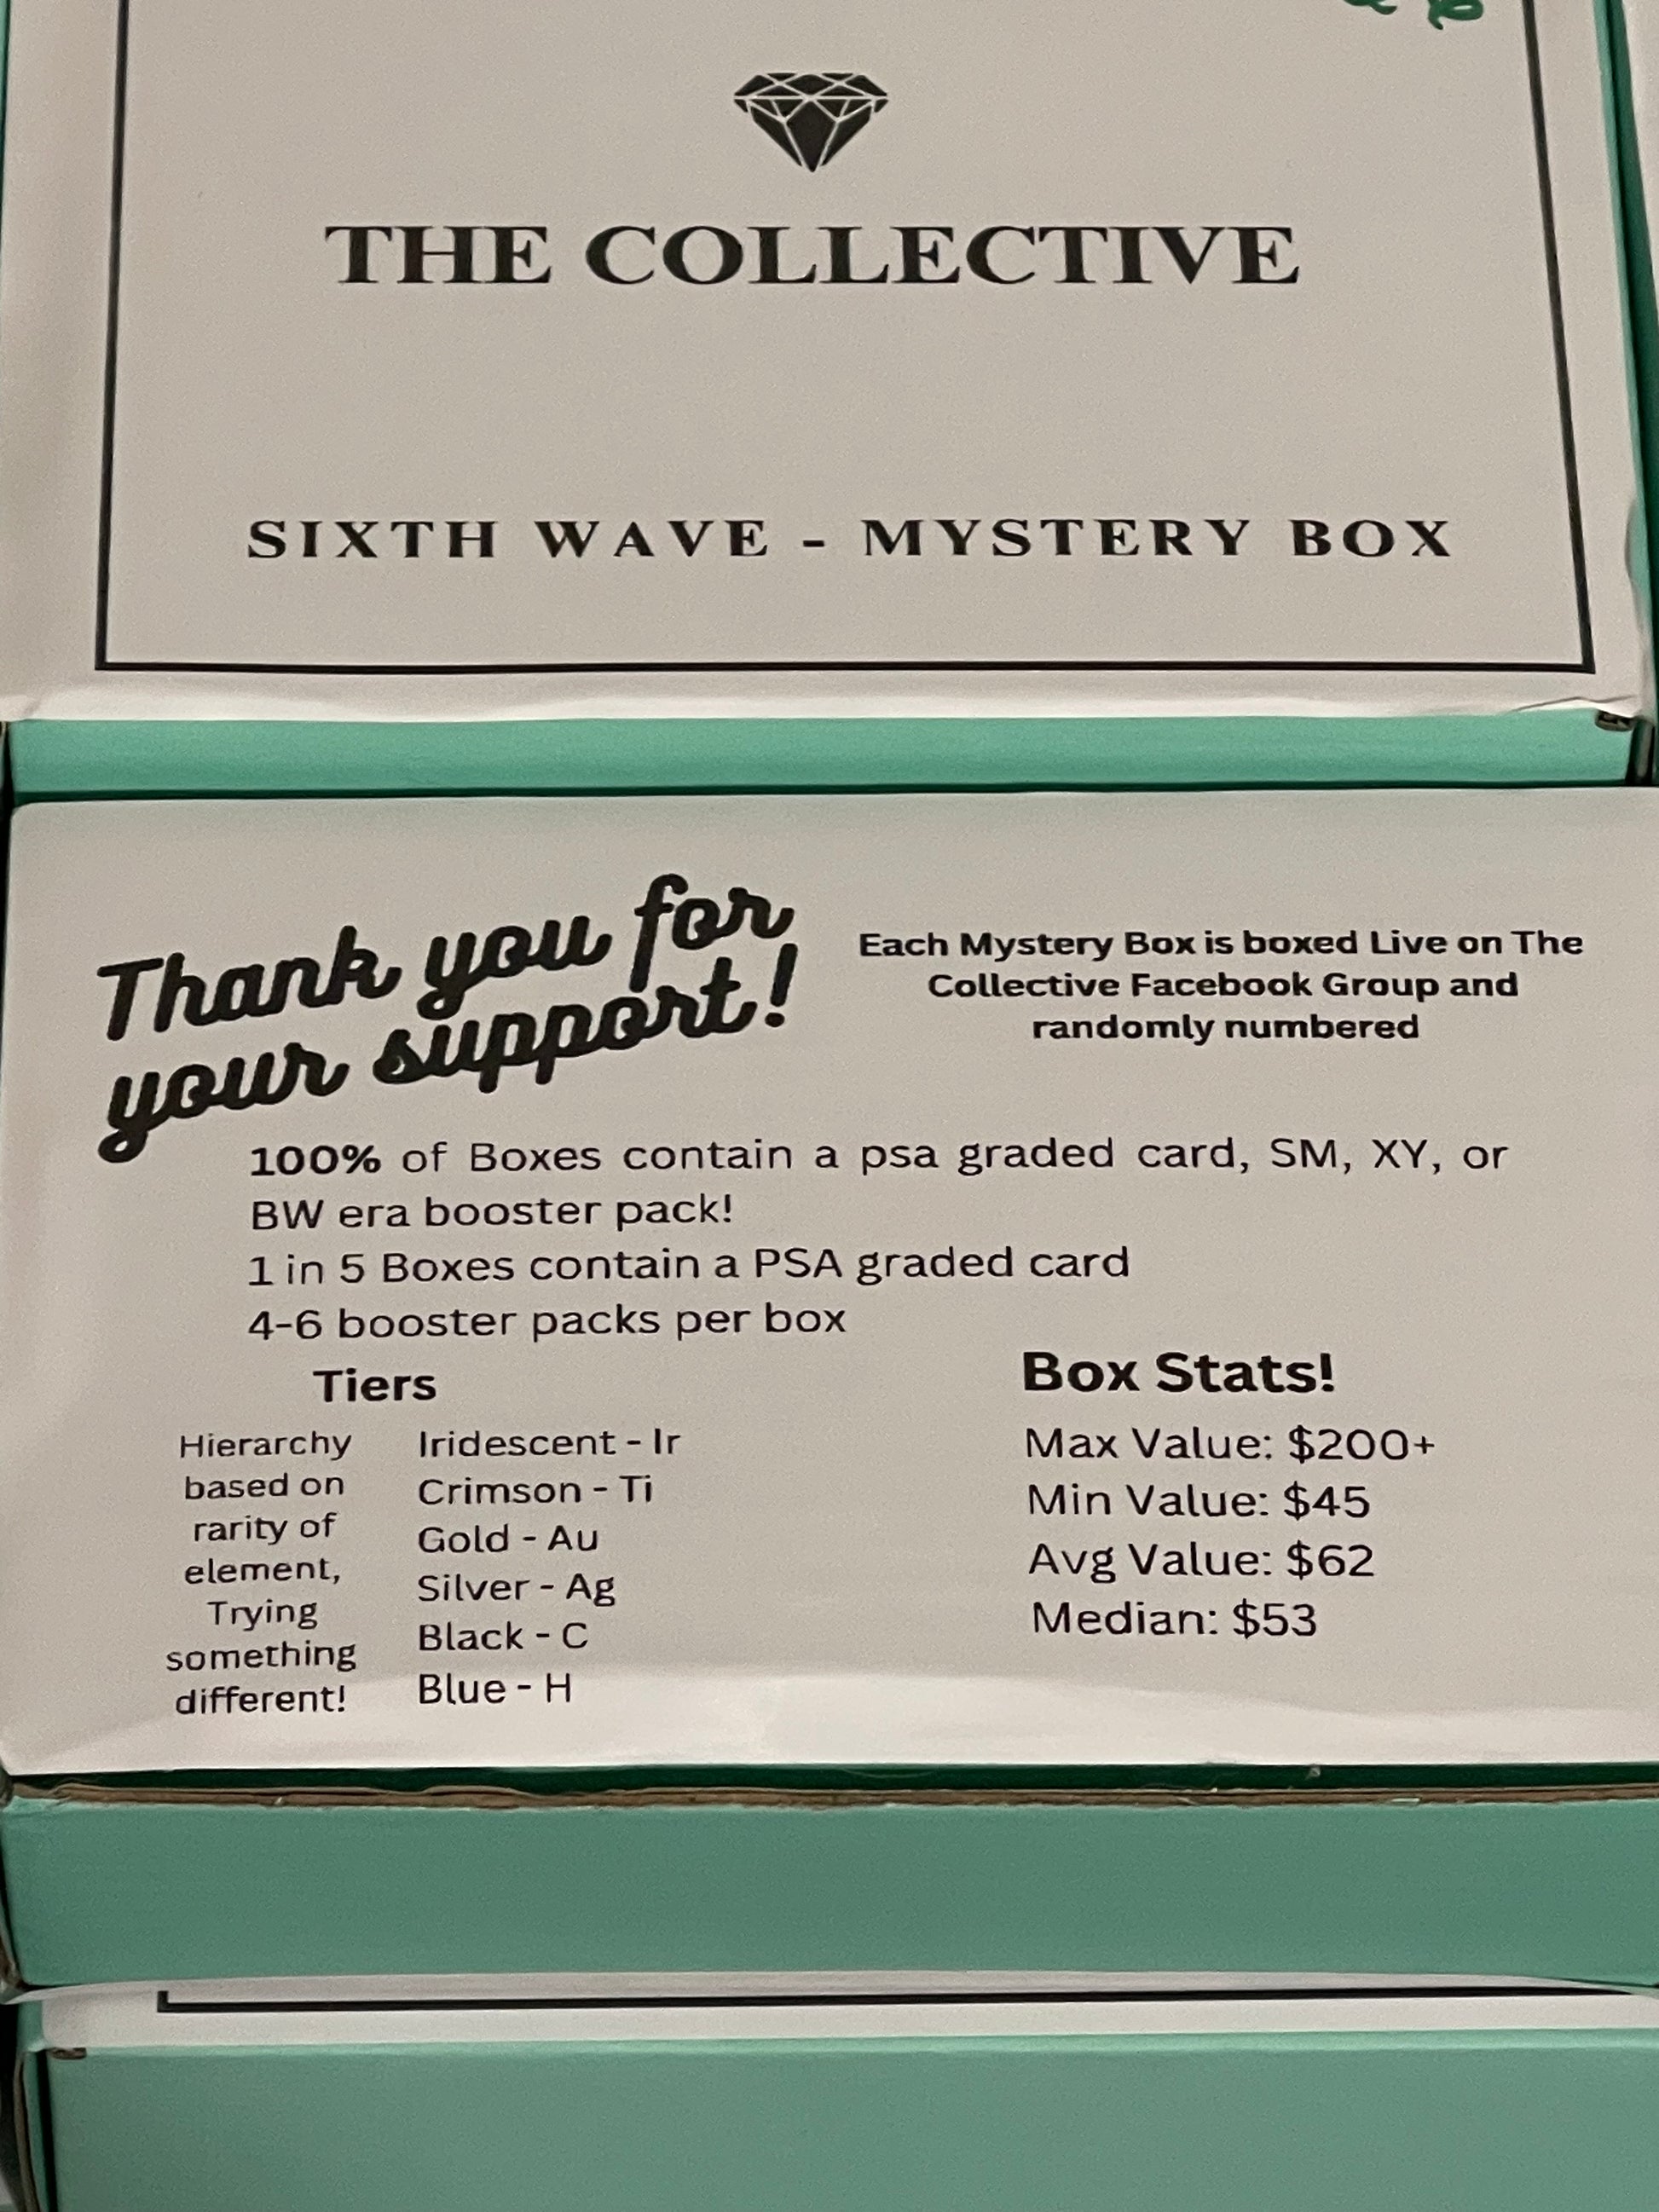 THE COLLECTIVE
SIXTH WAVE - MYSTERY BOX
Thank you for
your support!
Each Mystery Box is boxed Live on The
Collective Facebook Group and
randomly numbered
100% of Boxes contain a psa graded card, SM, XY, or
BW era booster pack!
1 in 5 Boxes contain a PSA graded card
4-6 booster packs per box
Tiers
Hierarchy
based on
rarity of
element,
Trying
something
different!
Iridescent - Ir
Crimson - Ti
Gold - Au
Silver - Ag
Black - C
Blue - H
Box Stats!
Max Value: $200+
Min Value: $45
Avg Value: $62
Median: $53